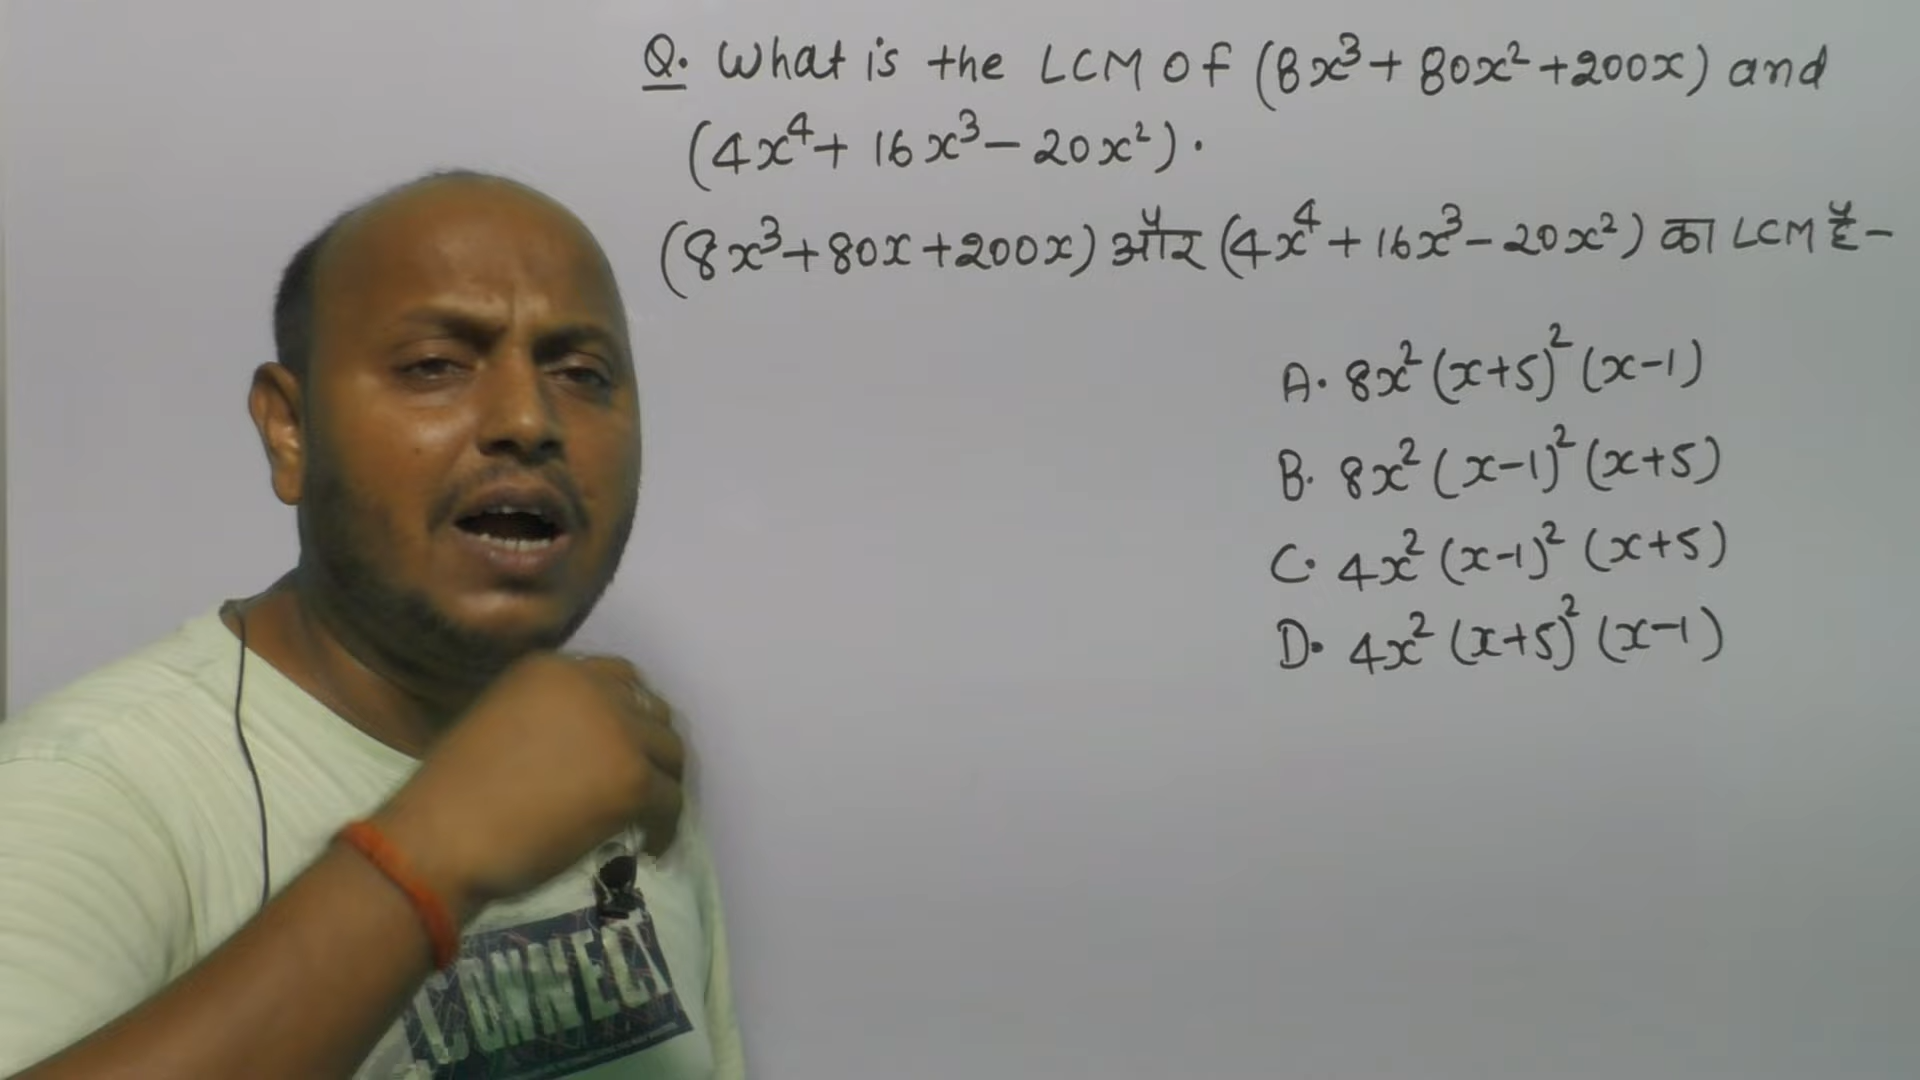 Q. What is the LCM of (8x³ + 80x² + 200x) and
(4x⁴ + 16x³ - 20x²).
(8x³ + 80x + 200x) और (4x⁴ + 16x³ - 20x²) का LCM है -
A. 8x² (x+5)² (x-1)
B. 8x² (x-1)² (x+5)
C. 4x² (x-1)² (x+5)
D. 4x² (x+5)² (x-1)
CONNECT